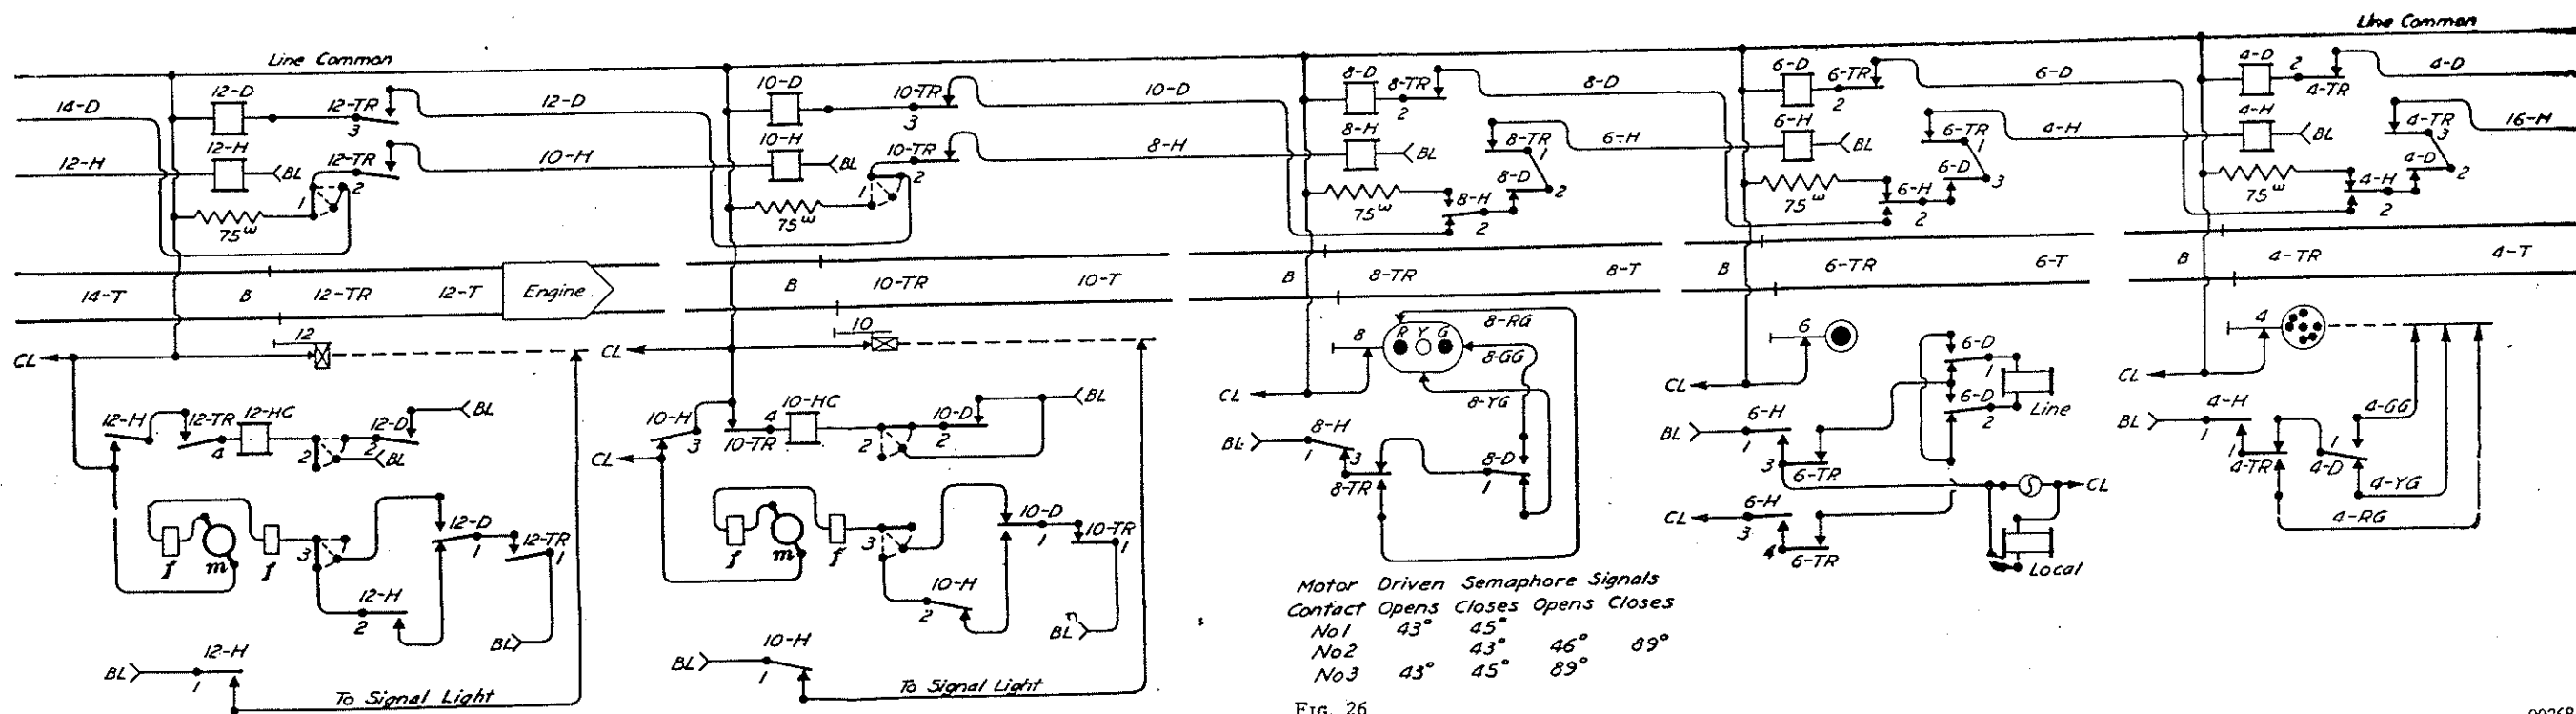 Line Common
Line Common
14-D
12-D
12-TR
3
12-D
10-D
10-TR
3
10-D
8-D
8-TR
2
8-D
6-D
6-TR
2
6-D
4-D
2
4-TR
4-D
12-H
12-H
BL
12-TR
1
2
10-H
10-H
BL
10-TR
1
2
8-H
8-H
BL
8-TR
1
6-H
6-H
BL
6-TR
1
4-H
4-H
BL
4-TR
3
16-H
75ω
75ω
75ω
8-H
2
8-D
2
75ω
6-H
2
6-D
3
75ω
4-H
2
4-D
2
14-T
B
12-TR
12-T
Engine
B
10-TR
10-T
B
8-TR
8-T
B
6-TR
6-T
B
4-TR
4-T
CL
12
CL
10
CL
8
R Y G
8-RG
8-GG
8-YG
CL
6
6-D
1
6-D
2
Line
CL
4
12-H
12-TR
4
12-HC
2
12-D
2
BL
BL
CL
10-H
3
10-TR
4
10-HC
2
10-D
2
BL
BL
8-H
1
3
8-TR
8-D
1
BL
6-H
1
3
6-TR
CL
6-H
3
4
6-TR
CL
Local
BL
4-H
1
1
4-TR
4-D
1
4-GG
4-YG
4-RG
f
m
f
3
12-D
1
12-TR
1
12-H
2
BL
f
m
f
3
10-D
1
10-TR
1
10-H
2
BL
BL
12-H
1
To Signal Light
BL
10-H
1
To Signal Light
Motor Driven Semaphore Signals
Contact Opens Closes Opens Closes
No1 43° 45°
No2 43° 46° 89°
No3 43° 45° 89°
FIG. 26